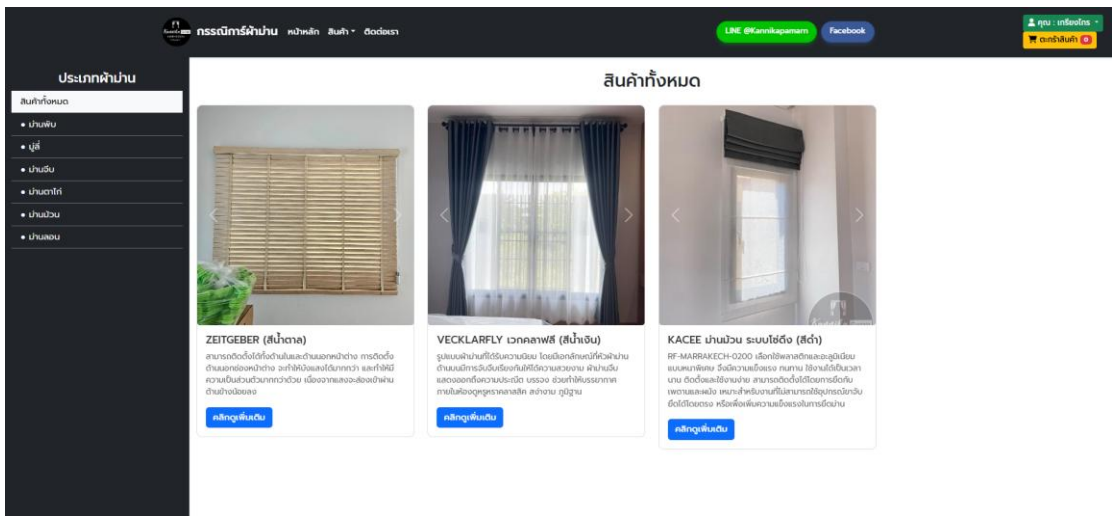 กรรณิการ์ผ้าม่าน หน้าหลัก สินค้า ติดต่อเรา
LINE @Kannikapamarn
Facebook
คุณ : เกรียงไกร
ตะกร้าสินค้า 0
ประเภทผ้าม่าน
สินค้าทั้งหมด
• ม่านพับ
• มู่ลี่
• ม่านจีบ
• ม่านตาไก่
• ม่านม้วน
• ม่านลอน
สินค้าทั้งหมด
ZEITGEBER (สีน้ำตาล)
สามารถติดตั้งได้ทั้งด้านในและด้านนอกหน้าต่าง การติดตั้ง
ด้านนอกช่องหน้าต่าง จะทำให้บังแสงได้มากกว่า และทำให้มี
ความเป็นส่วนตัวมากกว่าด้วย เนื่องจากแสงจะส่องเข้าผ่าน
ด้านข้างน้อยลง
คลิกดูเพิ่มเติม
VECKLARFLY เวกคลาฟลี (สีน้ำเงิน)
รูปแบบผ้าม่านที่ได้รับความนิยม โดยมีเอกลักษณ์ที่หัวผ้าม่าน
ด้านบนมีการจับจีบเรียงกันให้ได้ความสวยงาม ผ้าม่านจีบ
แสดงออกถึงความประณีต บรรจง ช่วยทำให้บรรยากาศ
ภายในห้องดูหรูหราคลาสสิค สง่างาม ภูมิฐาน
คลิกดูเพิ่มเติม
KACEE ม่านม้วน ระบบโซ่ดึง (สีดำ)
RF-MARRAKECH-0200 เลือกใช้พลาสติกและอะลูมิเนียม
แบบหนาพิเศษ จึงมีความแข็งแรง ทนทาน ใช้งานได้เป็นเวลา
นาน ติดตั้งและใช้งานง่าย สามารถติดตั้งได้โดยการยึดกับ
เพดานและผนัง เหมาะสำหรับงานที่ไม่สามารถใช้อุปกรณ์ขาจับ
ยึดได้โดยตรง หรือเพื่อเพิ่มความแข็งแรงในการยึดม่าน
คลิกดูเพิ่มเติม